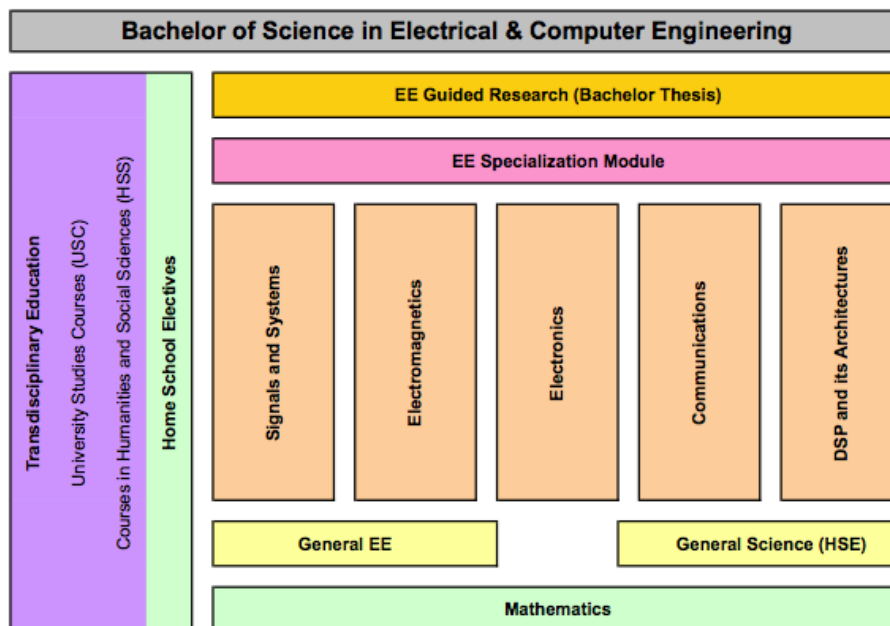 Bachelor of Science in Electrical & Computer Engineering
Transdisciplinary Education
University Studies Courses (USC)
Courses in Humanities and Social Sciences (HSS)
Home School Electives
EE Guided Research (Bachelor Thesis)
EE Specialization Module
Signals and Systems
Electromagnetics
Electronics
Communications
DSP and its Architectures
General EE
General Science (HSE)
Mathematics